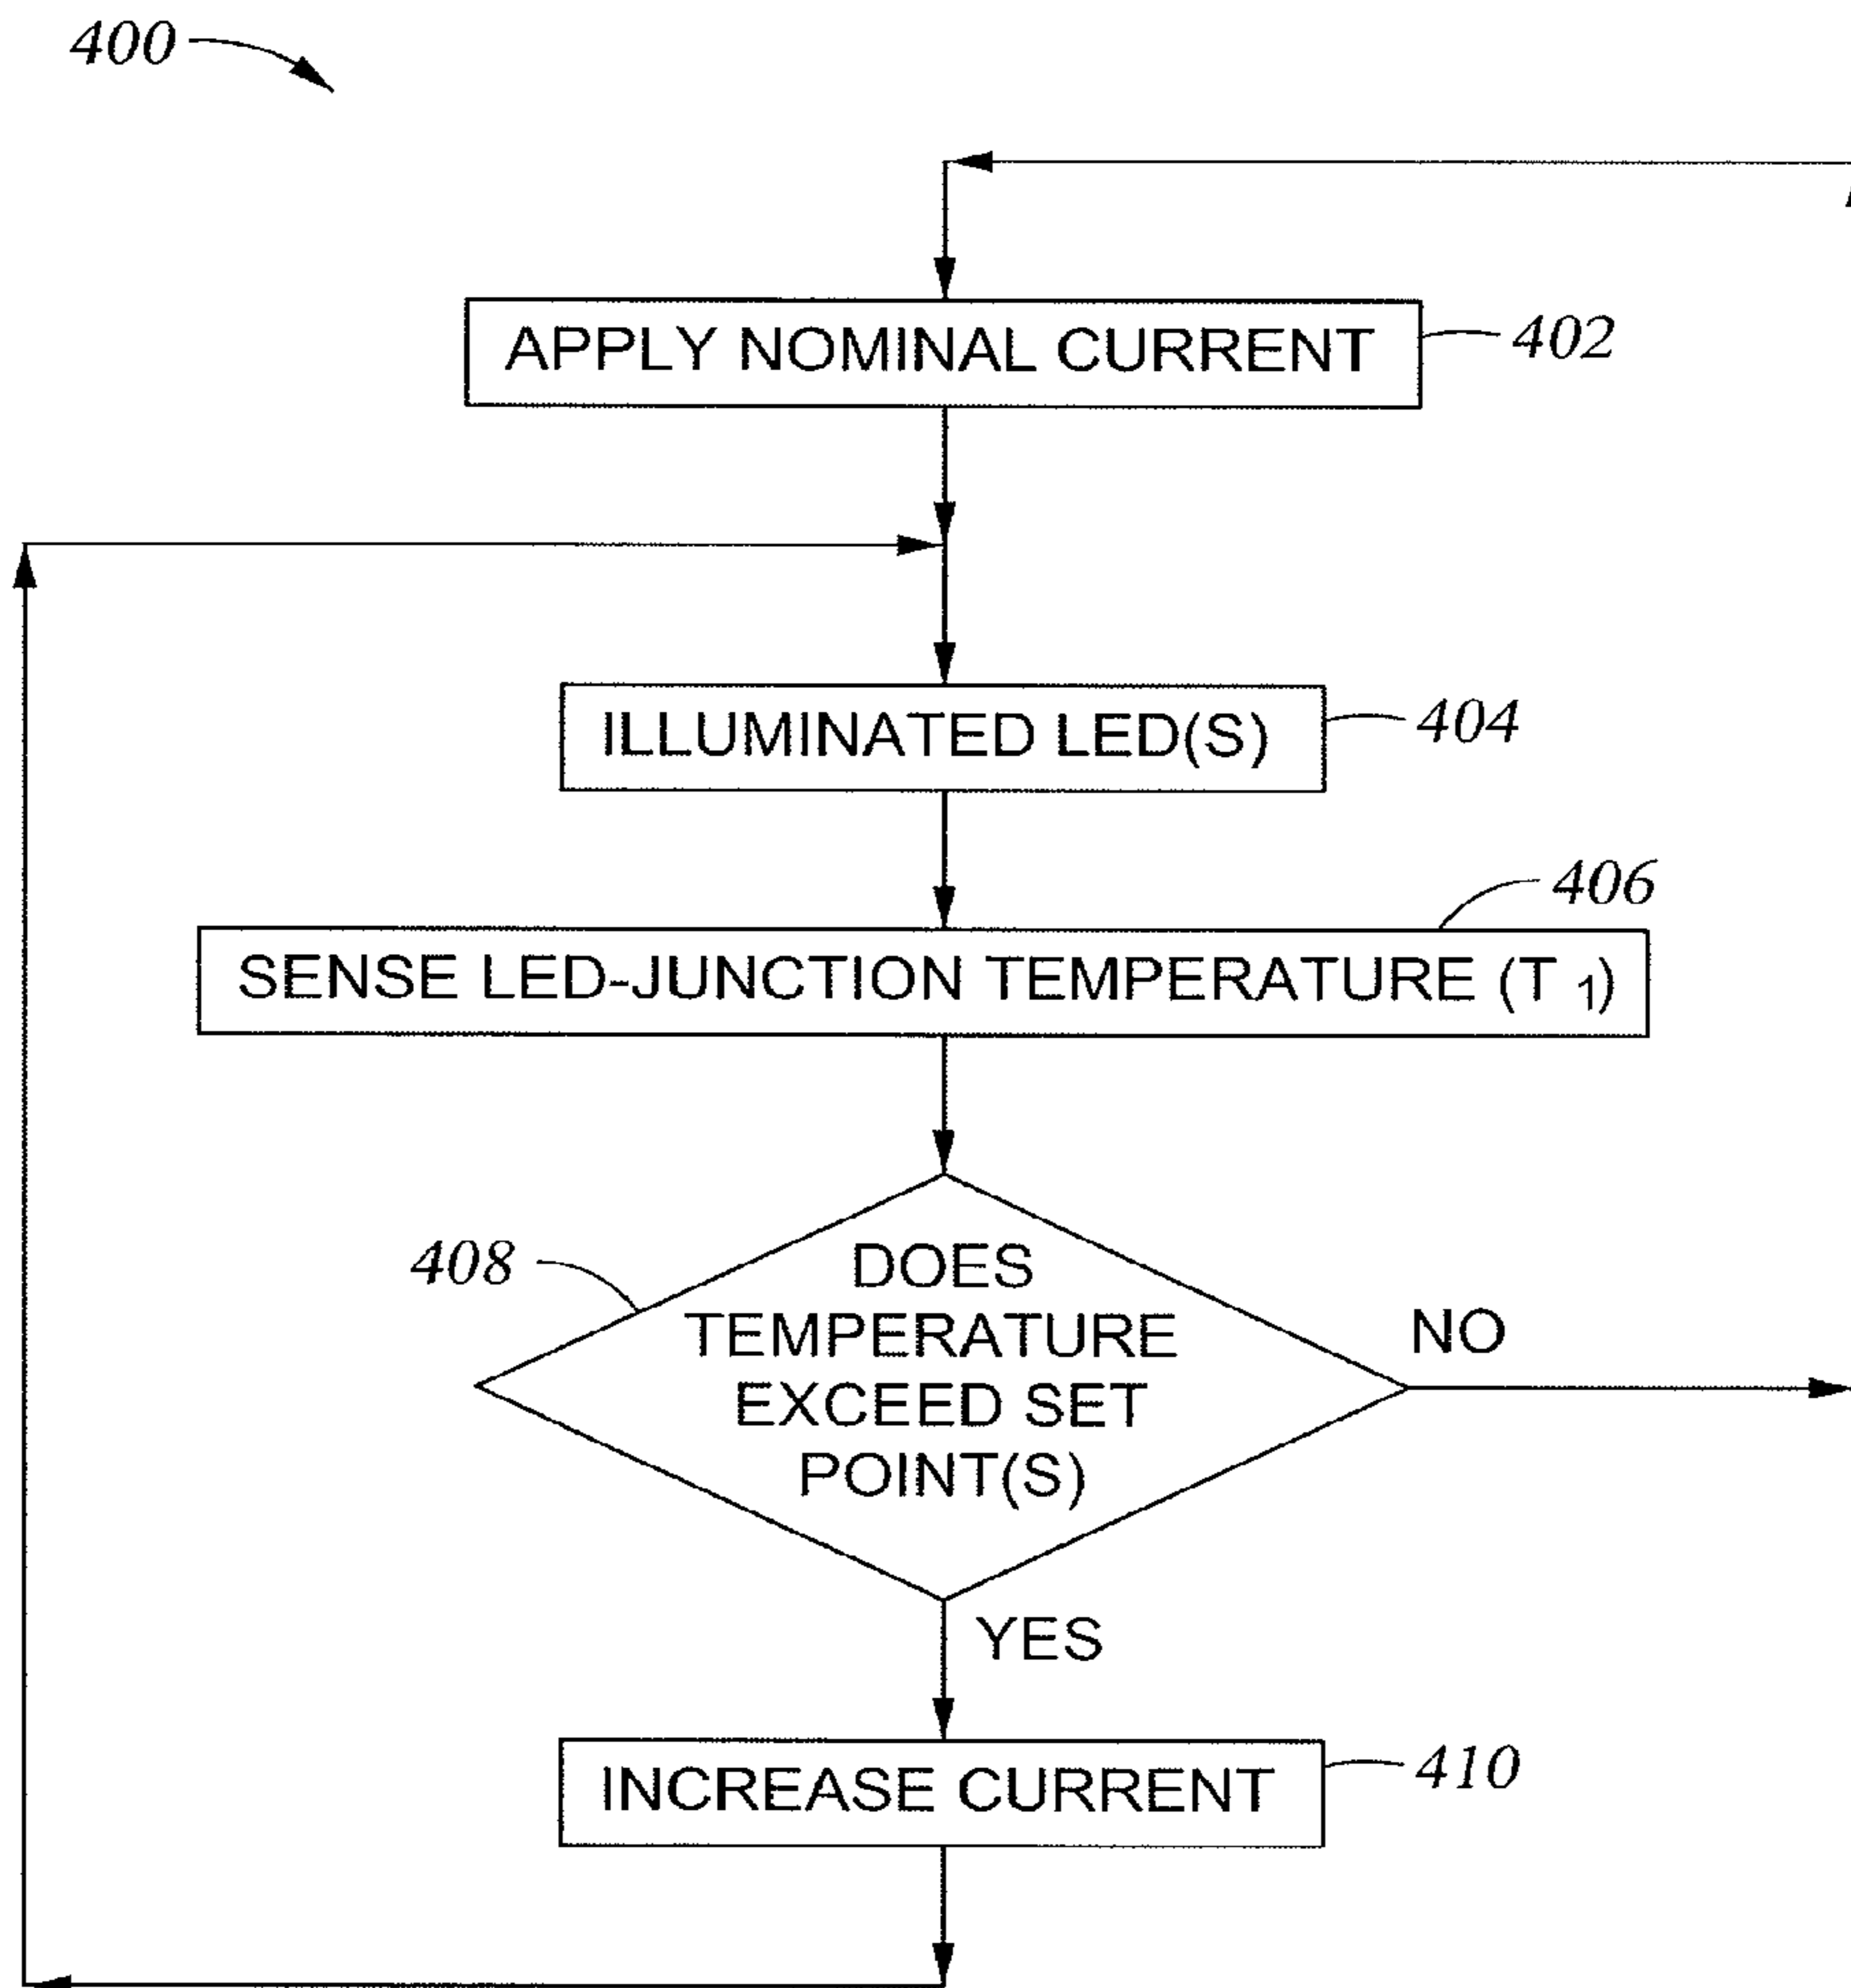 400
APPLY NOMINAL CURRENT
402
ILLUMINATED LED(S)
404
406
SENSE LED-JUNCTION TEMPERATURE (T 1)
408
DOES
TEMPERATURE
EXCEED SET
POINT(S)
NO
YES
INCREASE CURRENT
410